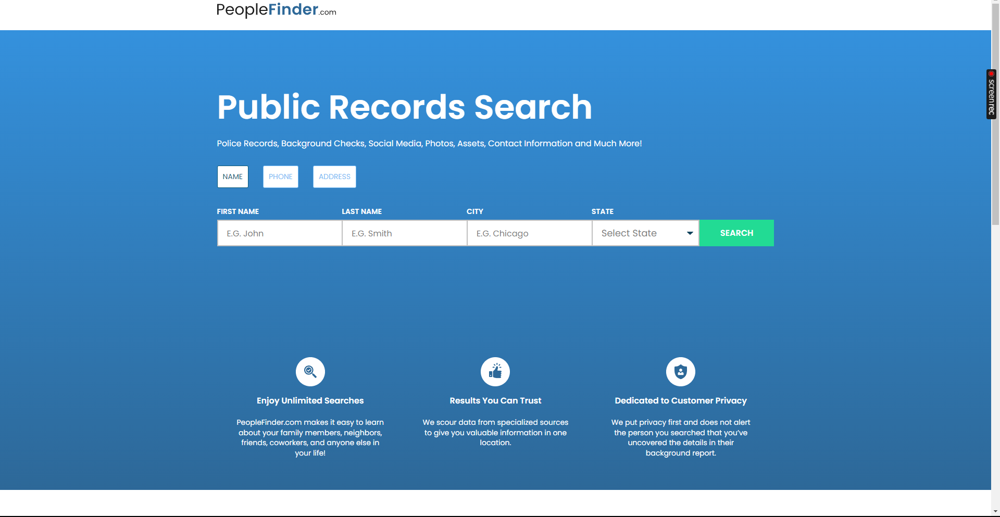 PeopleFinder.com
Public Records Search
Police Records, Background Checks, Social Media, Photos, Assets, Contact Information and Much More!
NAME PHONE ADDRESS
FIRST NAME LAST NAME CITY STATE
E.G. John E.G. Smith E.G. Chicago Select State SEARCH
screenrec
Enjoy Unlimited Searches
PeopleFinder.com makes it easy to learn
about your family members, neighbors,
friends, coworkers, and anyone else in
your life!
Results You Can Trust
We scour data from specialized sources
to give you valuable information in one
location.
Dedicated to Customer Privacy
We put privacy first and does not alert
the person you searched that you’ve
uncovered the details in their
background report.